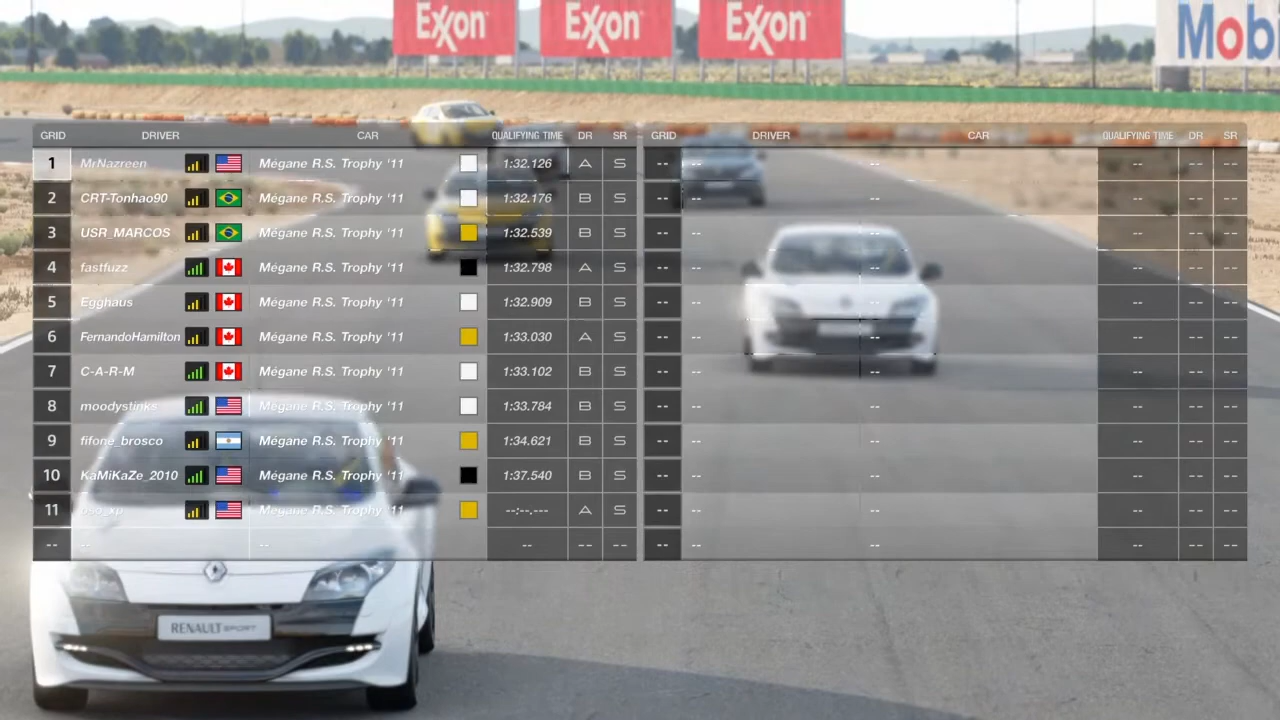 Exxon Exxon Exxon Mob
GRID DRIVER CAR QUALIFYING TIME DR SR GRID DRIVER CAR QUALIFYING TIME DR SR
1 MrNazreen Mégane R.S. Trophy '11 1:32.126 A S -- -- -- -- -- --
2 CRT-Tonhao90 Mégane R.S. Trophy '11 1:32.176 B S -- -- -- -- -- --
3 USR_MARCOS Mégane R.S. Trophy '11 1:32.539 B S -- -- -- -- -- --
4 fastfuzz Mégane R.S. Trophy '11 1:32.798 A S -- -- -- -- -- --
5 Egghaus Mégane R.S. Trophy '11 1:32.909 B S -- -- -- -- -- --
6 FernandoHamilton Mégane R.S. Trophy '11 1:33.030 A S -- -- -- -- -- --
7 C-A-R-M Mégane R.S. Trophy '11 1:33.102 B S -- -- -- -- -- --
8 moodystinks Mégane R.S. Trophy '11 1:33.784 B S -- -- -- -- -- --
9 fifone_brosco Mégane R.S. Trophy '11 1:34.621 B S -- -- -- -- -- --
10 KaMiKaZe_2010 Mégane R.S. Trophy '11 1:37.540 B S -- -- -- -- -- --
11 Mégane R.S. Trophy '11 --:--.--- A S -- -- -- -- -- --
-- -- -- -- -- -- -- -- -- -- -- --
RENAULT SPORT